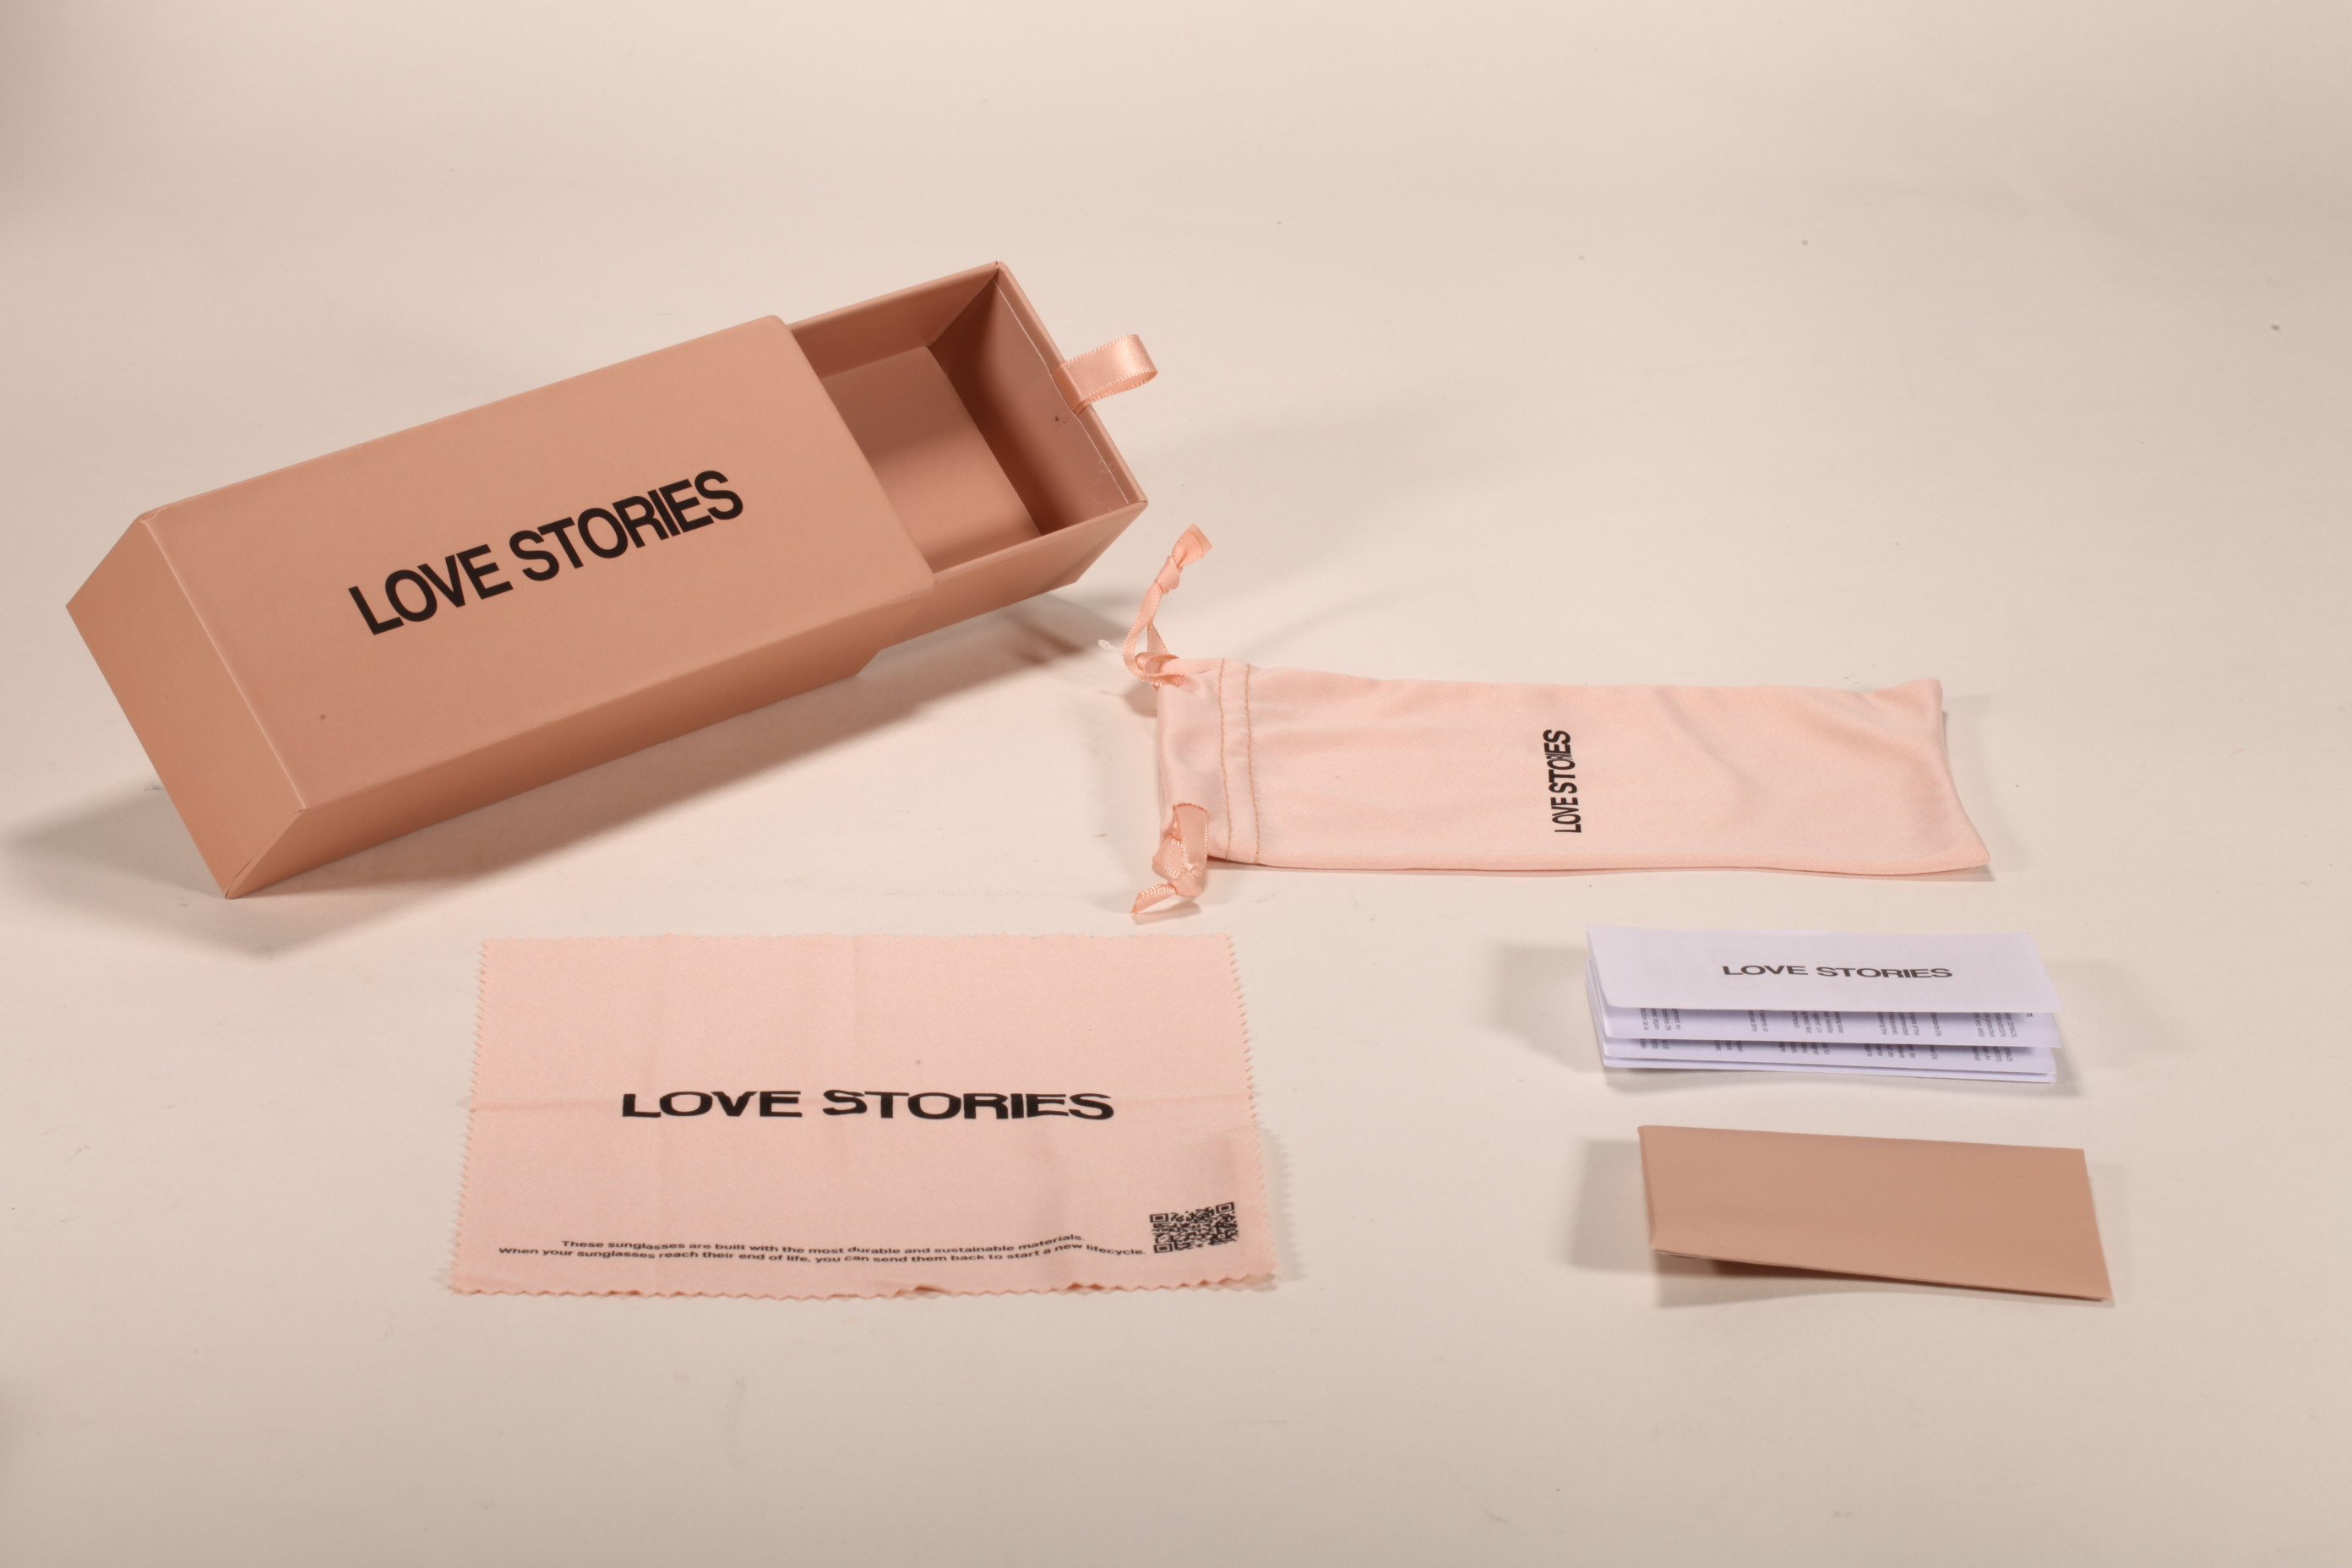 LOVE STORIES
LOVE STORIES
LOVE STORIES
LOVE STORIES
These sunglasses are built with the most durable and sustainable materials.
When your sunglasses reach their end of life, you can send them back to start a new lifecycle.